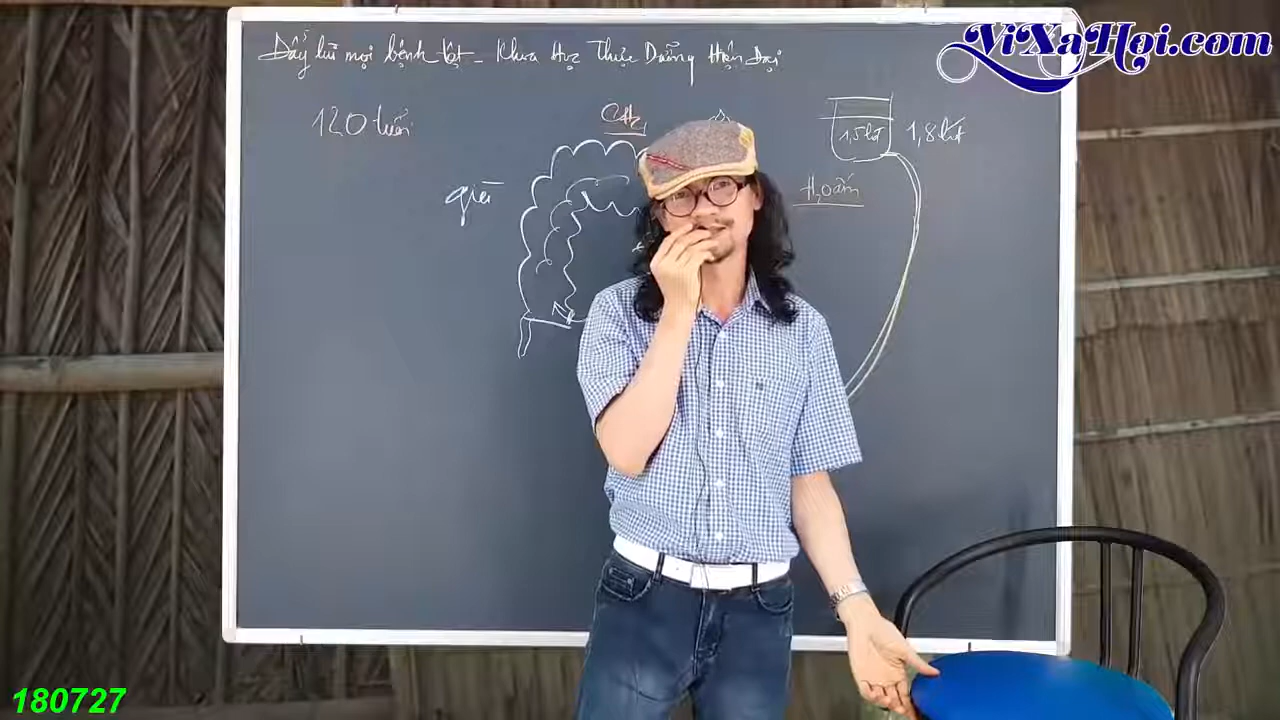 Đẩy lùi mọi bệnh tật - Khoa Học Thực Dưỡng Hiện Đại
ViXaHoi.com
120 tuổi
CH4
1,5 lít
1,8 lít
già
H2O ấm
180727